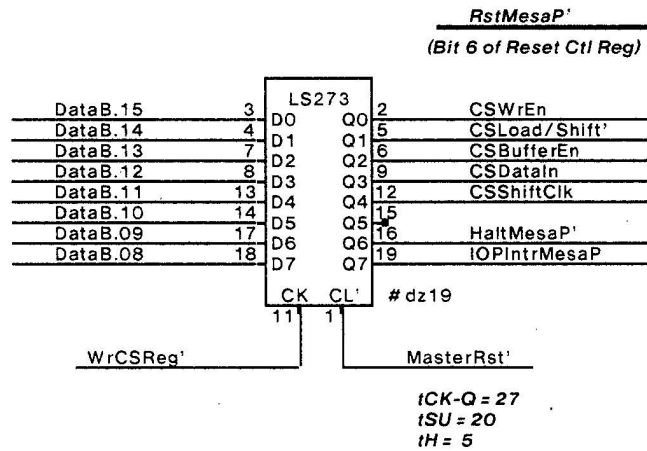 RstMesaP'
(Bit 6 of Reset Ctl Reg)
LS273
DataB.15 3 D0 Q0 2 CSWrEn
DataB.14 4 D1 Q1 5 CSLoad/Shift'
DataB.13 7 D2 Q2 6 CSBufferEn
DataB.12 8 D3 Q3 9 CSDataIn
DataB.11 13 D4 Q4 12 CSShiftClk
DataB.10 14 D5 Q5 15
DataB.09 17 D6 Q6 16 HaltMesaP'
DataB.08 18 D7 Q7 19 IOPIntrMesaP
CK CL' #dz19
11 1
WrCSReg' MasterRst'
tCK-Q = 27
tSU = 20
tH = 5